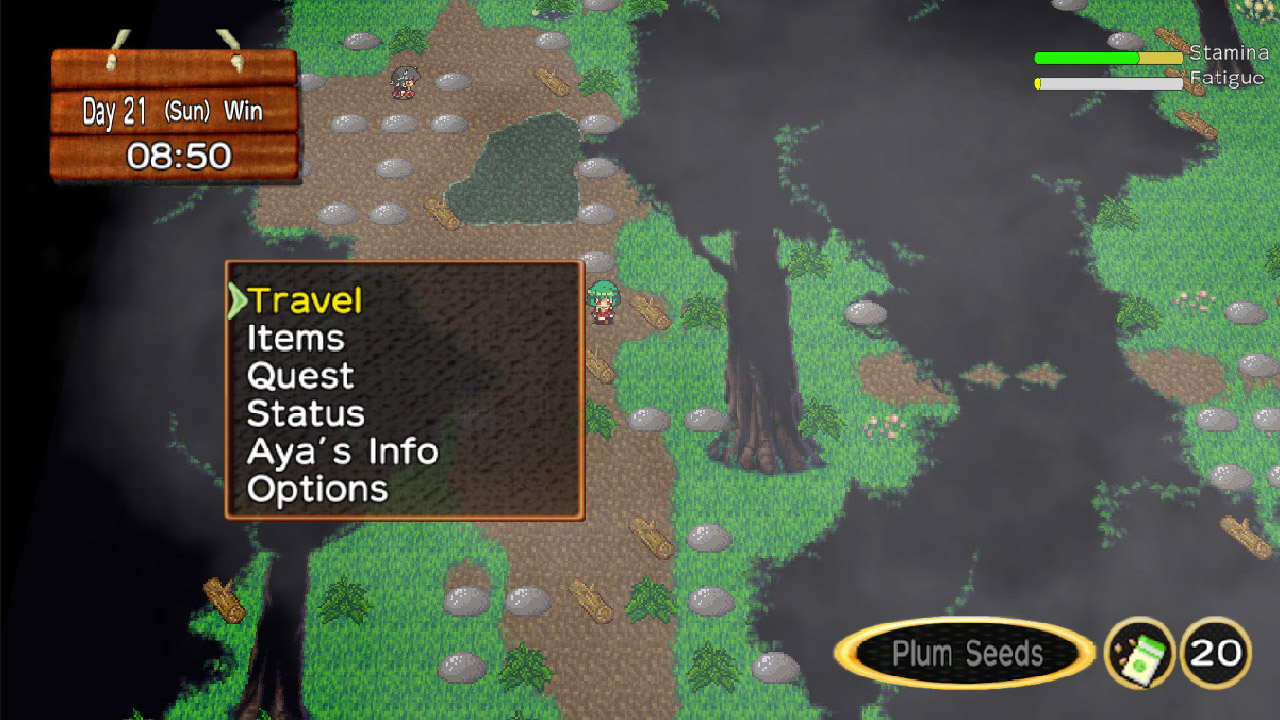 Day 21 (Sun) Win
08:50
Stamina
Fatigue
Travel
Items
Quest
Status
Aya's Info
Options
Plum Seeds
20